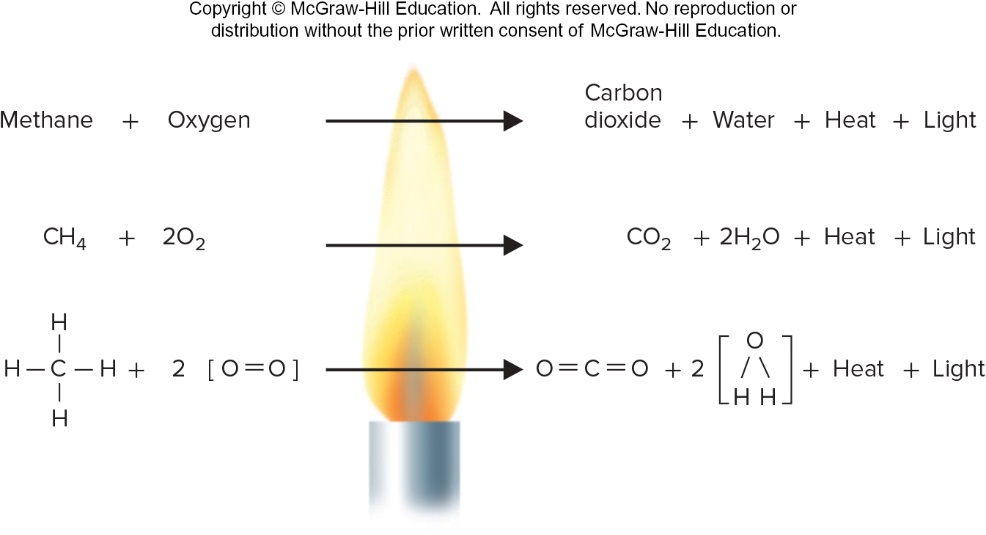 Copyright © McGraw-Hill Education. All rights reserved. No reproduction or
distribution without the prior written consent of McGraw-Hill Education.
Methane + Oxygen Carbon dioxide + Water + Heat + Light
CH₄ + 2O₂ CO₂ + 2H₂O + Heat + Light
H
|
H — C — H + 2 [O=O] O=C=O + 2 [O / \ H H] + Heat + Light
|
H